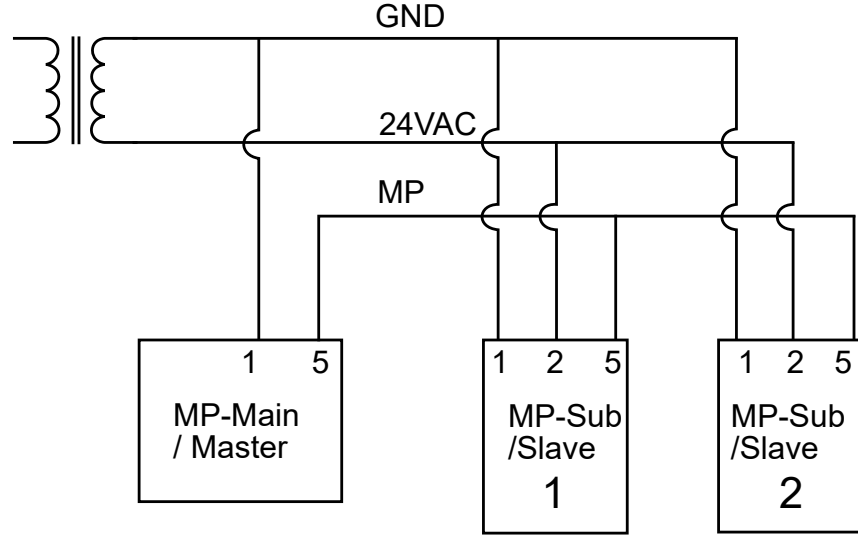 GND
24VAC
MP
1 5
1 2 5
1 2 5
MP-Main
/ Master
MP-Sub
/Slave
1
MP-Sub
/Slave
2